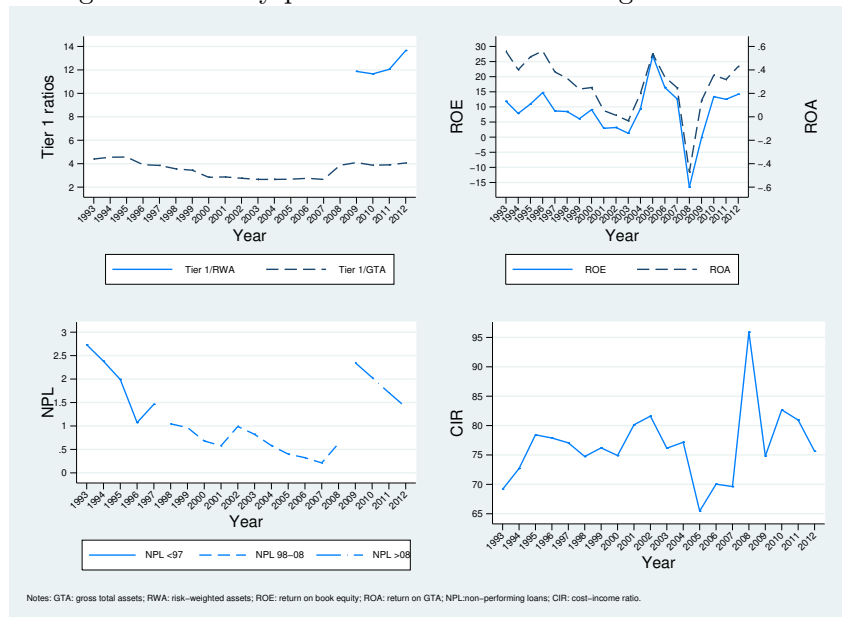 14
12
10
8
6
4
2
Tier 1 ratios
1993 1994 1995 1996 1997 1998 1999 2000 2001 2002 2003 2004 2005 2006 2007 2008 2009 2010 2011 2012
Year
Tier 1/RWA Tier 1/GTA
30
25
20
15
10
5
0
−5
−10
−15
ROE
.6
.4
.2
0
−.2
−.4
−.6
ROA
1993 1994 1995 1996 1997 1998 1999 2000 2001 2002 2003 2004 2005 2006 2007 2008 2009 2010 2011 2012
Year
ROE ROA
3
2.5
2
1.5
1
.5
0
NPL
1993 1994 1995 1996 1997 1998 1999 2000 2001 2002 2003 2004 2005 2006 2007 2008 2009 2010 2011 2012
Year
NPL <97 NPL 98−08 NPL >08
95
90
85
80
75
70
65
CIR
1993 1994 1995 1996 1997 1998 1999 2000 2001 2002 2003 2004 2005 2006 2007 2008 2009 2010 2011 2012
Year
Notes: GTA: gross total assets; RWA: risk−weighted assets; ROE: return on book equity; ROA: return on GTA; NPL:non−performing loans; CIR: cost−income ratio.